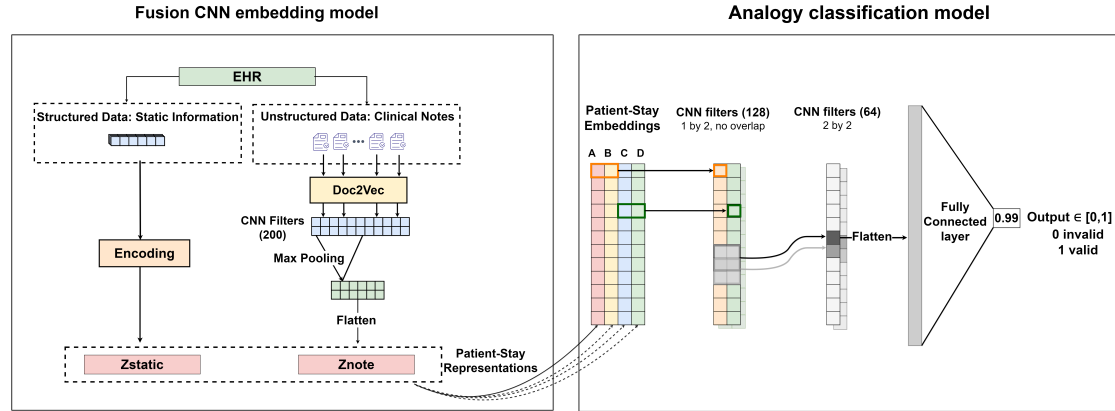 Fusion CNN embedding model
EHR
Structured Data: Static Information
Unstructured Data: Clinical Notes
Doc2Vec
CNN Filters
(200)
Max Pooling
Encoding
Flatten
Zstatic
Znote
Patient-Stay
Representations
Analogy classification model
Patient-Stay
Embeddings
A B C D
CNN filters (128)
1 by 2, no overlap
CNN filters (64)
2 by 2
Flatten
Fully
Connected
layer
0.99
Output ∈ [0,1]
0 invalid
1 valid